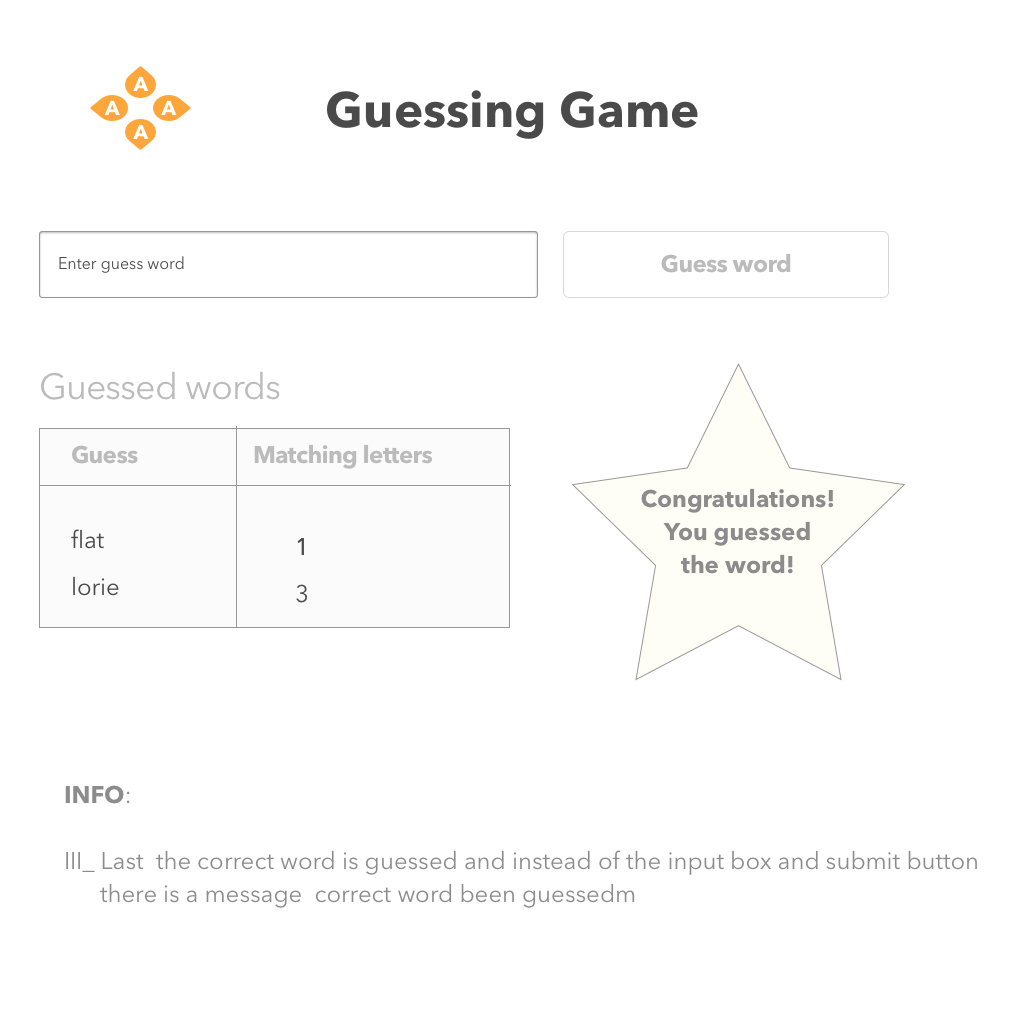 A
A A
A
Guessing Game
Enter guess word
Guess word
Guessed words
Guess Matching letters
flat 1
lorie 3
Congratulations!
You guessed
the word!
INFO:
III_ Last the correct word is guessed and instead of the input box and submit button
there is a message correct word been guessedm